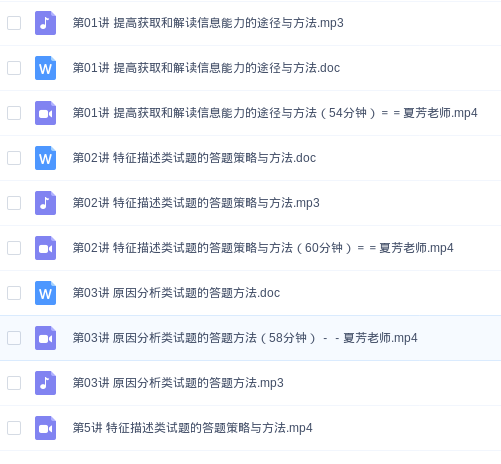 第01讲 提高获取和解读信息能力的途径与方法.mp3
第01讲 提高获取和解读信息能力的途径与方法.doc
第01讲 提高获取和解读信息能力的途径与方法（54分钟）= = 夏芳老师.mp4
第02讲 特征描述类试题的答题策略与方法.doc
第02讲 特征描述类试题的答题策略与方法.mp3
第02讲 特征描述类试题的答题策略与方法（60分钟）= = 夏芳老师.mp4
第03讲 原因分析类试题的答题方法.doc
第03讲 原因分析类试题的答题方法（58分钟） - - 夏芳老师.mp4
第03讲 原因分析类试题的答题方法.mp3
第5讲 特征描述类试题的答题策略与方法.mp4